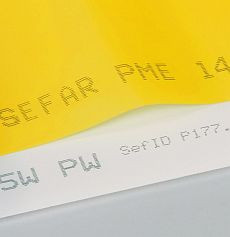 SEFAR PME 14
5W PW SefID P177.